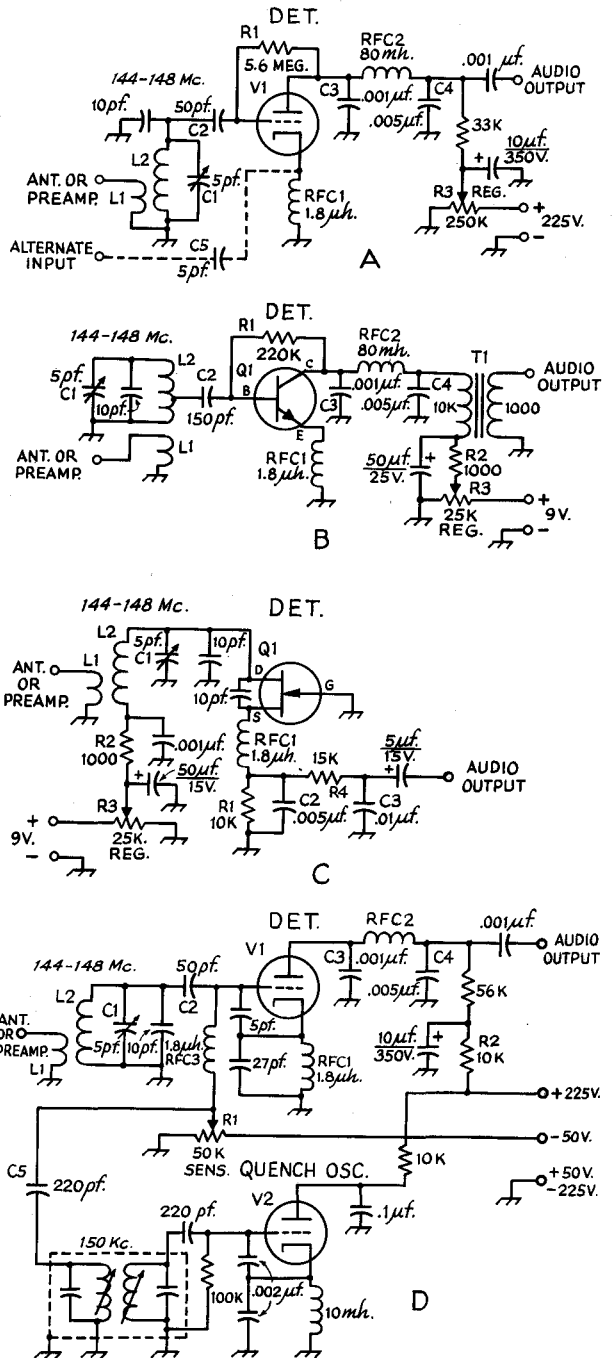 DET.
R1
5.6 MEG.
V1
RFC2
80mh.
.001 µf.
AUDIO
OUTPUT
144-148 Mc.
10pf.
50pf.
C2
C3
.001µf.
C4
.005µf.
33K
10µf.
350V.
L2
5pf.
C1
ANT. OR
PREAMP.
L1
RFC1
1.8µh.
R3
REG.
250K
+
225V.
-
C5
5pf.
ALTERNATE
INPUT
A
DET.
144-148 Mc.
R1
220K
RFC2
80mh.
T1
L2
5pf.
C1
10pf.
C2
150pf.
Q1
B
C
E
.001µf.
C3
C4
.005µf.
10K
1000
AUDIO
OUTPUT
ANT. OR
PREAMP.
L1
RFC1
1.8µh.
50µf.
25V.
+
R2
1000
R3
25K
REG.
+
9V.
-
B
144-148 Mc.
DET.
L2
5pf.
C1
10pf.
Q1
D
G
S
10pf.
ANT.
OR
PREAMP.
L1
R2
1000
.001µf.
RFC1
1.8µh.
+
50µf.
15V.
15K
R4
+
5µf.
15V.
AUDIO
OUTPUT
R1
10K
C2
.005µf.
C3
.01µf.
R3
25K.
REG.
+
9V.
-
C
DET.
V1
RFC2
.001µf.
AUDIO
OUTPUT
144-148 Mc.
50pf.
C2
C3
.001µf.
C4
.005µf.
56K
L2
C1
5pf.
10pf.
1.8µh.
RFC3
5pf.
27pf.
RFC1
1.8µh.
ANT.
OR
PREAMP.
L1
10µf.
350V.
+
R2
10K
+225V.
R1
50K
SENS.
-50V.
QUENCH OSC.
10K
+50V.
-225V.
C5
220pf.
220 pf.
V2
.1µf.
150 Kc.
100K
.002µf.
10mh.
D